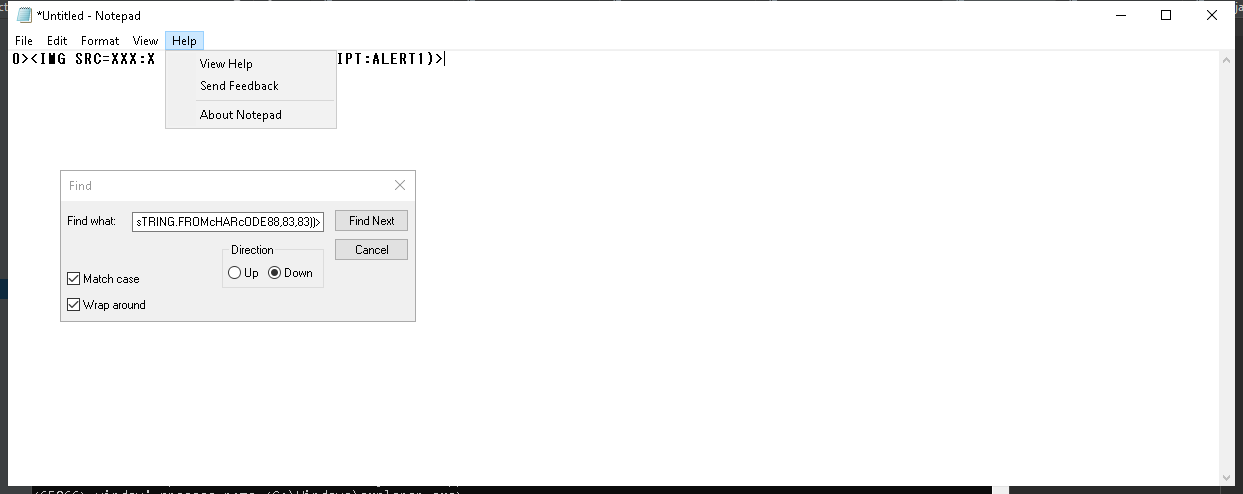 *Untitled - Notepad
File Edit Format View Help
0><IMG SRC=XXX:X IPT:ALERT1)>
View Help
Send Feedback
About Notepad
Find
Find what: sTRING.FROMcHARcODE88,83,83))> Find Next
Direction Cancel
Up Down
Match case
Wrap around